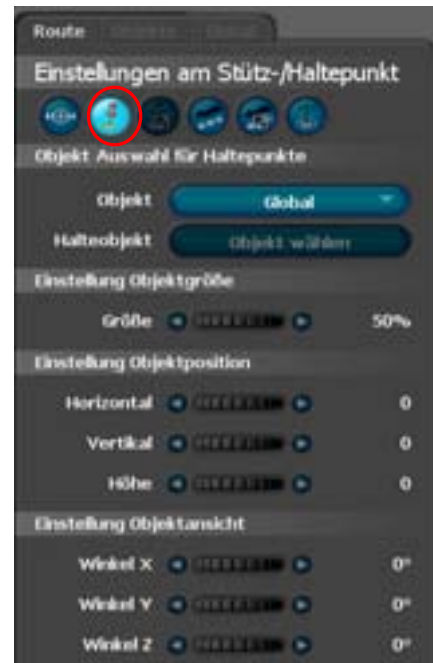 Route
Einstellungen am Stütz-/Haltepunkt
Objekt Auswahl für Haltepunkte
Objekt Global
Halteobjekt Objekt wählen
Einstellung Objektgröße
Größe 50%
Einstellung Objektposition
Horizontal 0
Vertikal 0
Höhe 0
Einstellung Objektansicht
Winkel X 0°
Winkel Y 0°
Winkel Z 0°